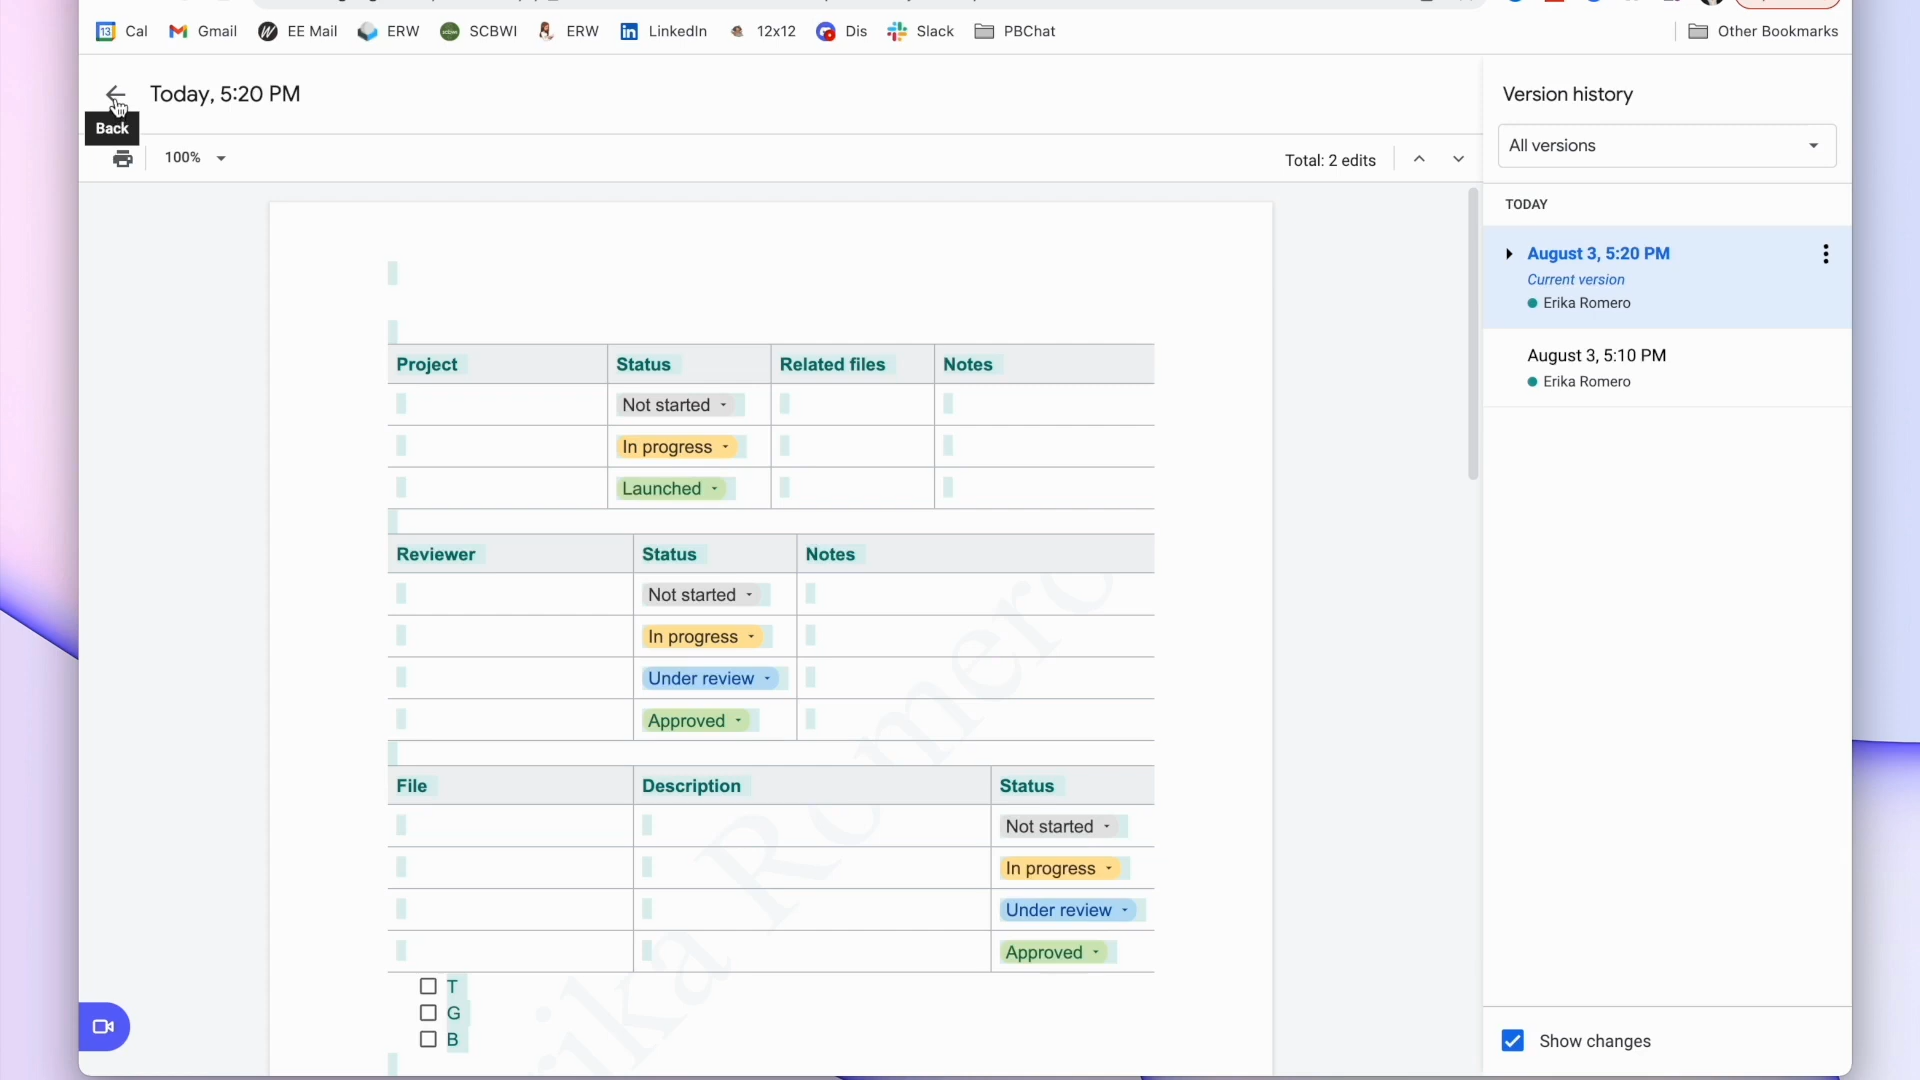 13 Cal Gmail EE Mail ERW SCBWI ERW LinkedIn 12x12 Dis Slack PBChat Other Bookmarks
Today, 5:20 PM
Version history
Back
100%
Total: 2 edits
All versions
TODAY
August 3, 5:20 PM
Current version
Erika Romero
August 3, 5:10 PM
Erika Romero
Project Status Related files Notes
Not started
In progress
Launched
Reviewer Status Notes
Not started
In progress
Under review
Approved
File Description Status
Not started
In progress
Under review
Approved
T
G
B
Erika Romero
Show changes